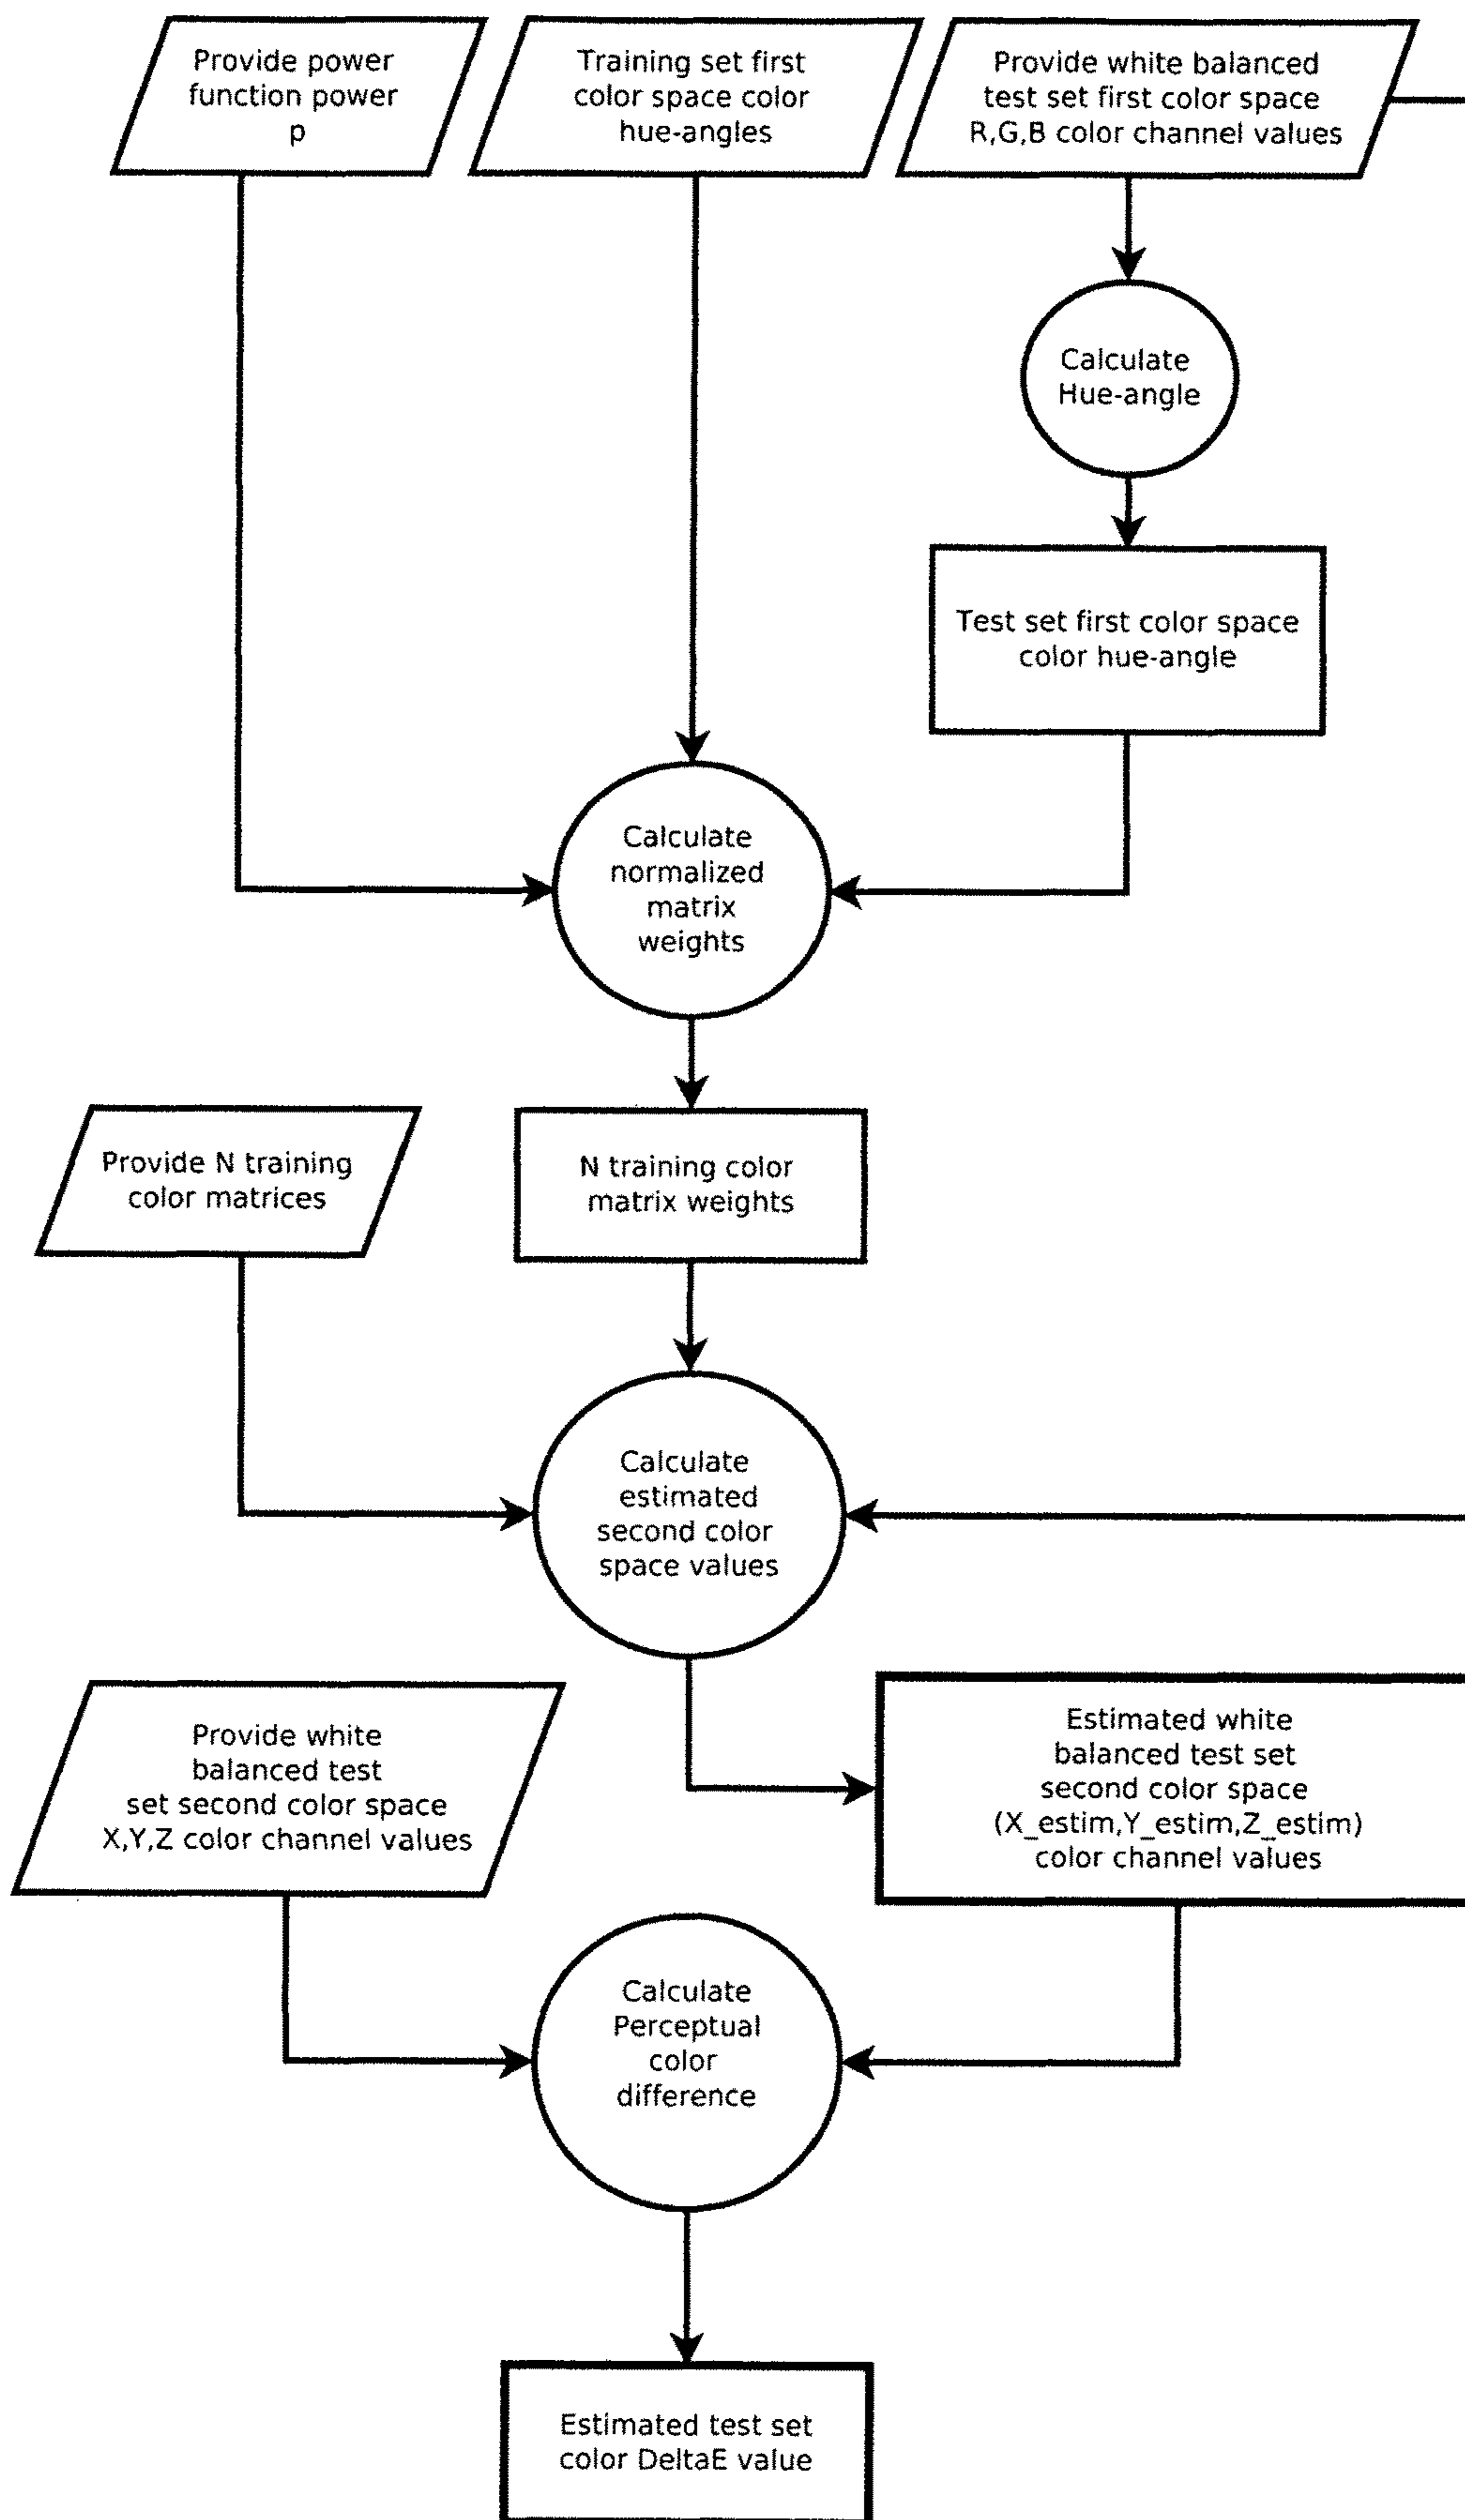 Provide power
function power
p
Training set first
color space color
hue-angles
Provide white balanced
test set first color space
R,G,B color channel values
Calculate
Hue-angle
Test set first color space
color hue-angle
Calculate
normalized
matrix
weights
Provide N training
color matrices
N training color
matrix weights
Calculate
estimated
second color
space values
Provide white
balanced test
set second color space
X,Y,Z color channel values
Estimated white
balanced test set
second color space
(X_estim,Y_estim,Z_estim)
color channel values
Calculate
Perceptual
color
difference
Estimated test set
color DeltaE value